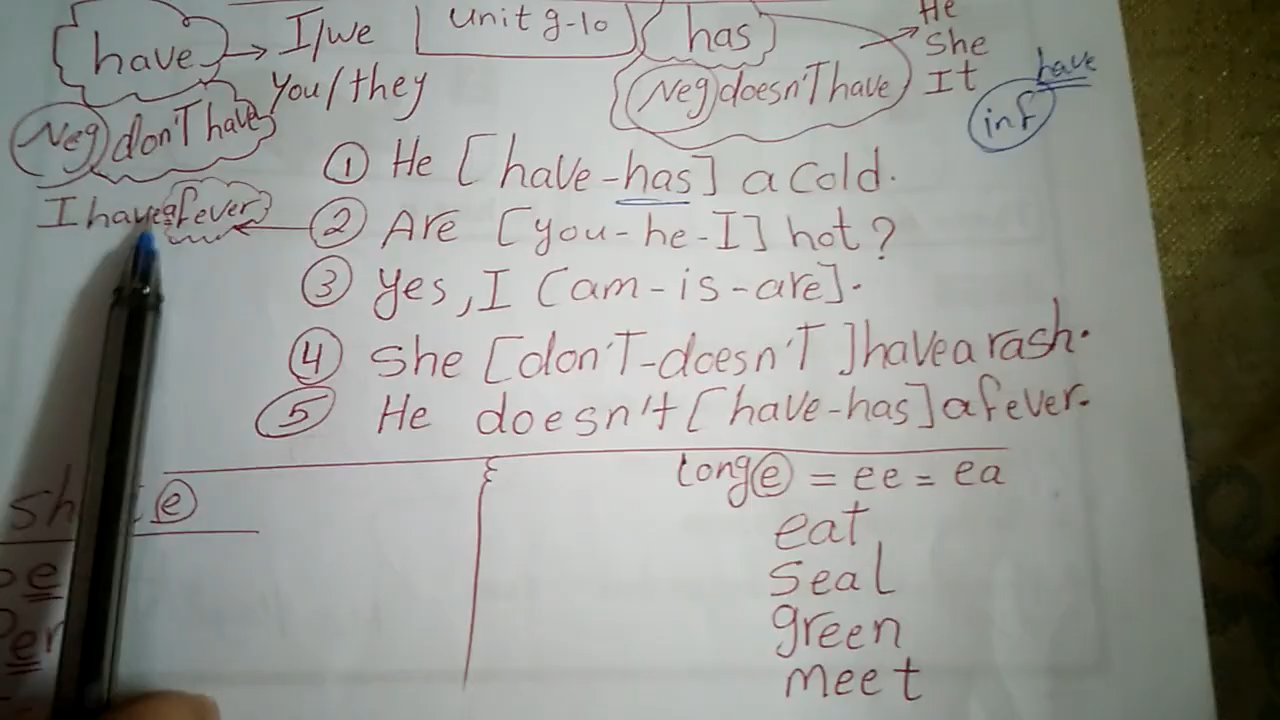 have → I/we
you/they
Neg don't have
unit 9-10
has
He
She
It
Neg doesn't have
have
inf
① He [have-has] a cold.
I have a fever
② Are [you-he-I] hot?
③ Yes, I [am-is-are].
④ She [don't-doesn't] have a rash.
⑤ He doesn't [have-has] a fever.
e
long e = ee = ea
eat
seal
green
meet